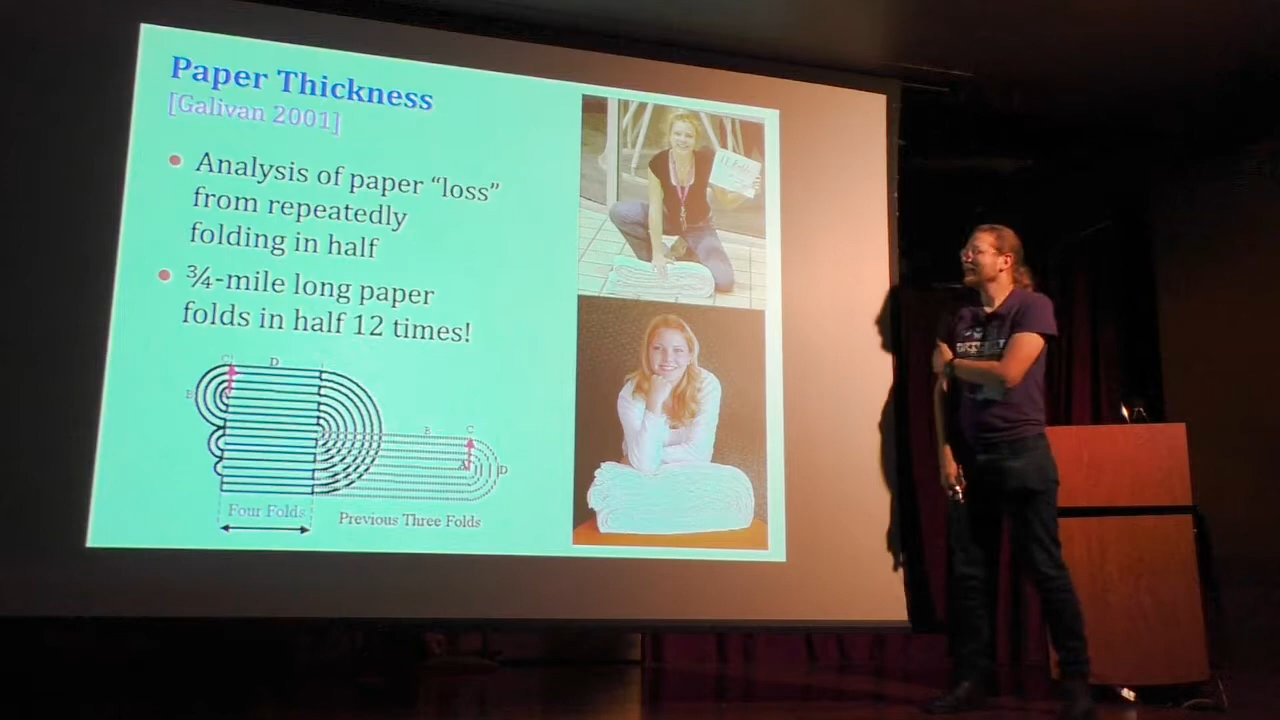 Paper Thickness
[Galivan 2001]
• Analysis of paper “loss”
from repeatedly
folding in half
• ¾-mile long paper
folds in half 12 times!
C
D
B
B
C
A
D
Four Folds
Previous Three Folds